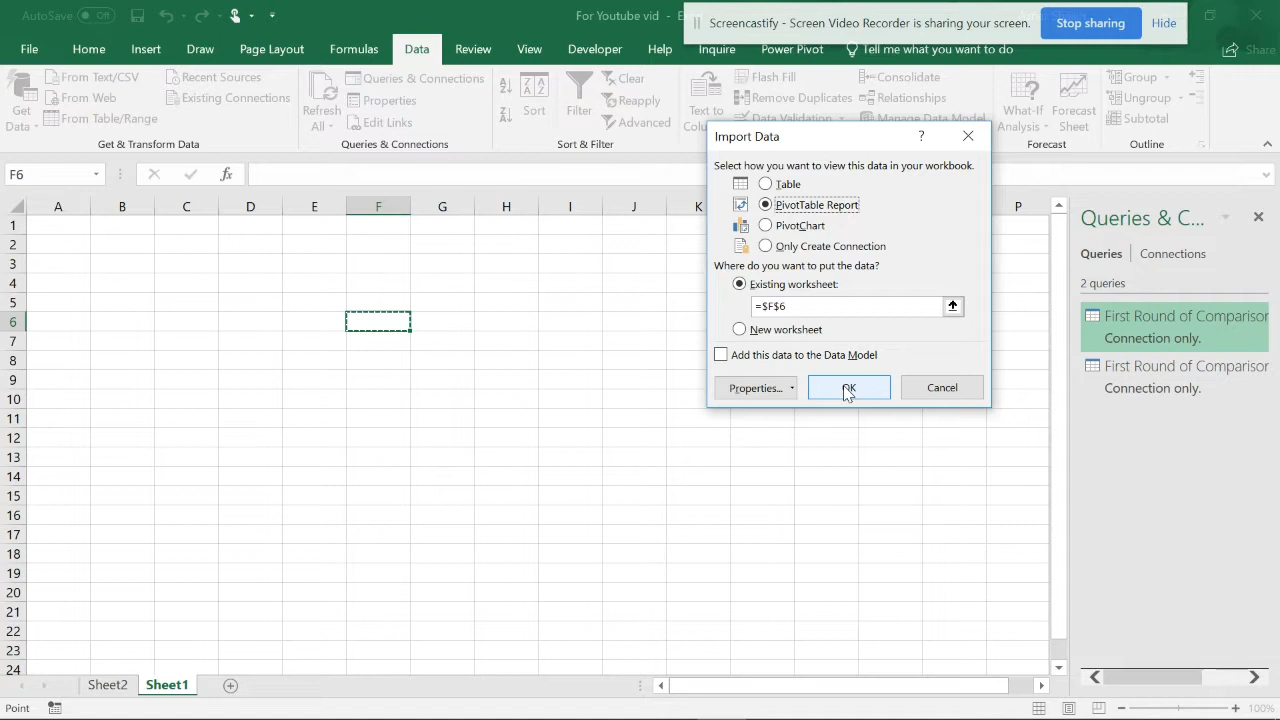 AutoSave Off
For Youtube vid
Screencastify - Screen Video Recorder is sharing your screen.
Stop sharing
Hide
File Home Insert Draw Page Layout Formulas Data Review View Developer Help Inquire Power Pivot Tell me what you want to do Share
Get
From Text/CSV
From Web
From Table/Range
Recent Sources
Existing Connections
Refresh
All
Queries & Connections
Properties
Edit Links
Sort
Filter
Clear
Reapply
Advanced
Text to
Flash Fill
Remove Duplicates
Data Validation
Consolidate
Relationships
Manage Data Model
What-If
Analysis
Forecast
Sheet
Group
Ungroup
Subtotal
Get & Transform Data
Queries & Connections
Sort & Filter
Forecast
Outline
F6
fx
Import Data
?
Select how you want to view this data in your workbook.
Table
PivotTable Report
PivotChart
Only Create Connection
Where do you want to put the data?
Existing worksheet:
=$F$6
New worksheet
Add this data to the Data Model
Properties...
OK
Cancel
A B C D E F G H I J K P
1
2
3
4
5
6
7
8
9
10
11
12
13
14
15
16
17
18
19
20
21
22
23
24
Queries & C...
Queries
Connections
2 queries
First Round of Comparisor
Connection only.
First Round of Comparisor
Connection only.
Sheet2
Sheet1
Point
100%